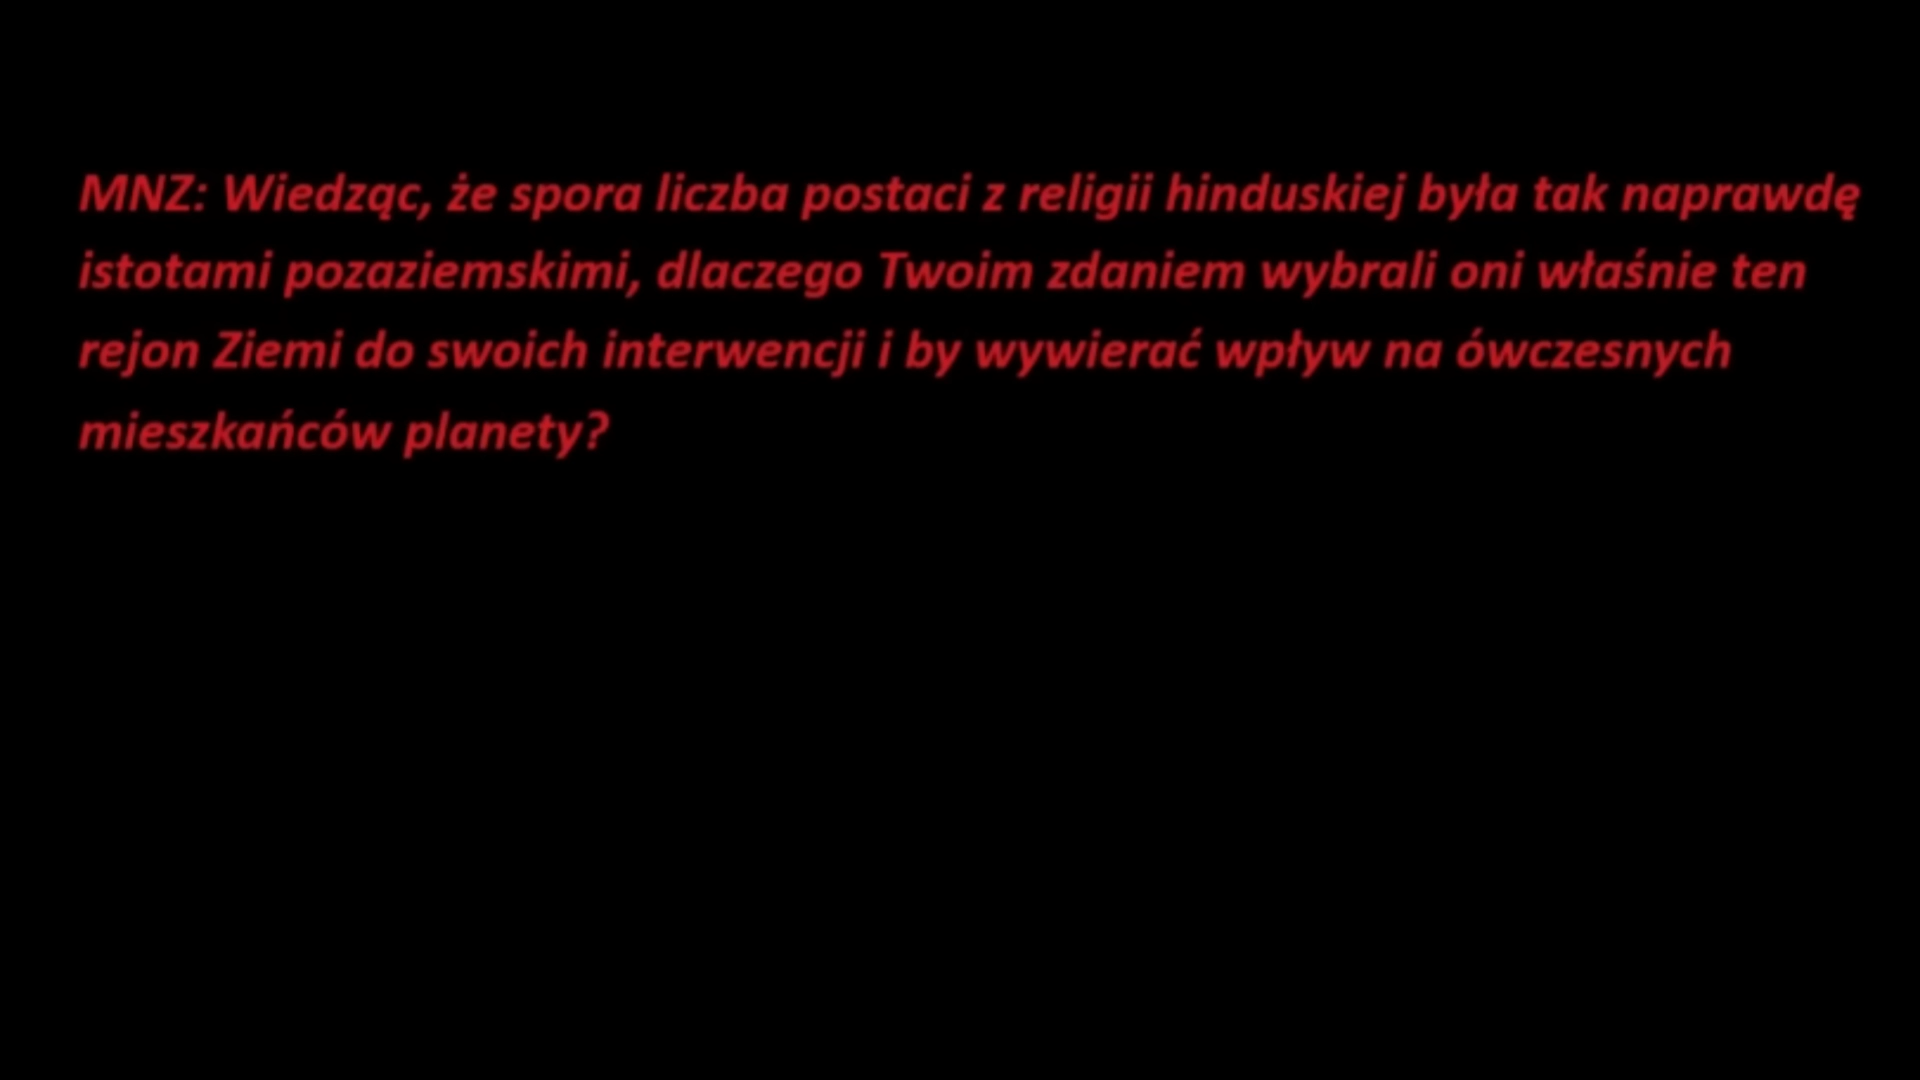 MNZ: Wiedząc, że spora liczba postaci z religii hinduskiej była tak naprawdę
istotami pozaziemskimi, dlaczego Twoim zdaniem wybrali oni właśnie ten
rejon Ziemi do swoich interwencji i by wywierać wpływ na ówczesnych
mieszkańców planety?